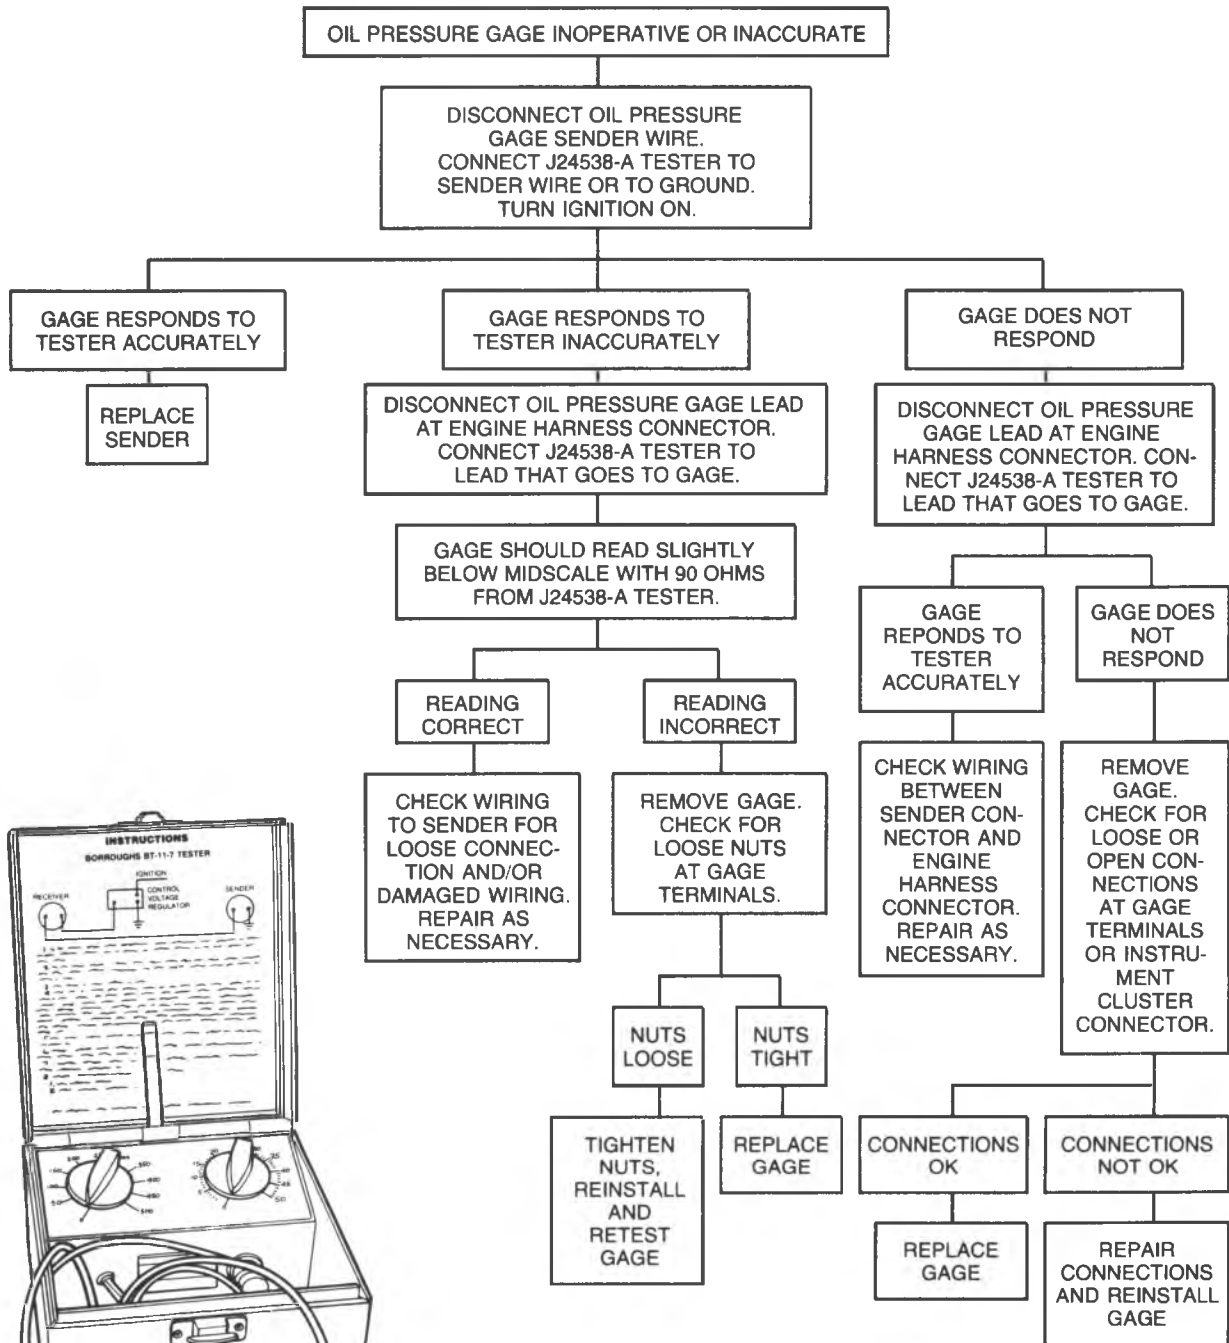 OIL PRESSURE GAGE INOPERATIVE OR INACCURATE
DISCONNECT OIL PRESSURE
GAGE SENDER WIRE.
CONNECT J24538-A TESTER TO
SENDER WIRE OR TO GROUND.
TURN IGNITION ON.
GAGE RESPONDS TO
TESTER ACCURATELY
REPLACE
SENDER
GAGE RESPONDS TO
TESTER INACCURATELY
DISCONNECT OIL PRESSURE GAGE LEAD
AT ENGINE HARNESS CONNECTOR.
CONNECT J24538-A TESTER TO
LEAD THAT GOES TO GAGE.
GAGE SHOULD READ SLIGHTLY
BELOW MIDSCALE WITH 90 OHMS
FROM J24538-A TESTER.
READING
CORRECT
CHECK WIRING
TO SENDER FOR
LOOSE CONNEC-
TION AND/OR
DAMAGED WIRING.
REPAIR AS
NECESSARY.
READING
INCORRECT
REMOVE GAGE.
CHECK FOR
LOOSE NUTS
AT GAGE
TERMINALS.
NUTS
LOOSE
TIGHTEN
NUTS,
REINSTALL
AND
RETEST
GAGE
NUTS
TIGHT
REPLACE
GAGE
GAGE DOES NOT
RESPOND
DISCONNECT OIL PRESSURE
GAGE LEAD AT ENGINE
HARNESS CONNECTOR. CON-
NECT J24538-A TESTER TO
LEAD THAT GOES TO GAGE.
GAGE
REPONDS TO
TESTER
ACCURATELY
CHECK WIRING
BETWEEN
SENDER CON-
NECTOR AND
ENGINE
HARNESS
CONNECTOR.
REPAIR AS
NECESSARY.
GAGE DOES
NOT
RESPOND
REMOVE
GAGE.
CHECK FOR
LOOSE OR
OPEN CON-
NECTIONS
AT GAGE
TERMINALS
OR INSTRU-
MENT
CLUSTER
CONNECTOR.
CONNECTIONS
OK
REPLACE
GAGE
CONNECTIONS
NOT OK
REPAIR
CONNECTIONS
AND REINSTALL
GAGE
INSTRUCTIONS
BORROUGHS BT-11-7 TESTER
IGNITION
RECEIVER
CONTROL
VOLTAGE
REGULATOR
SENDER